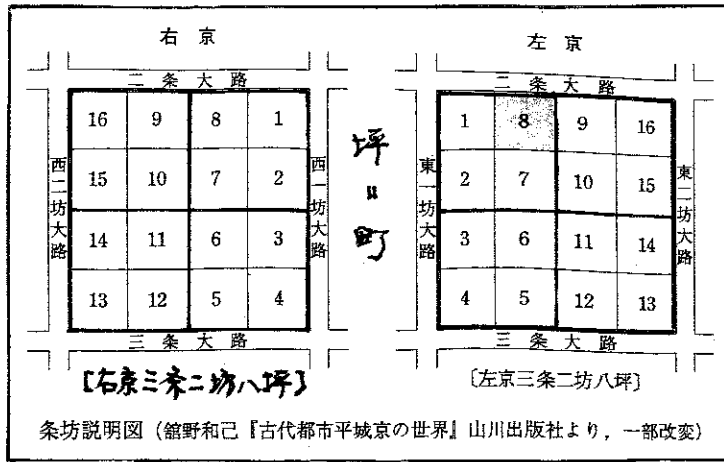 右京
二条大路
16 9 8 1
15 10 7 2
14 11 6 3
13 12 5 4
西二坊大路
西一坊大路
三条大路
[右京三条二坊八坪]
坪=町
左京
二条大路
1 8 9 16
2 7 10 15
3 6 11 14
4 5 12 13
東一坊大路
東二坊大路
三条大路
[左京三条二坊八坪]
条坊説明図(舘野和己『古代都市平城京の世界』山川出版社より,一部改変)